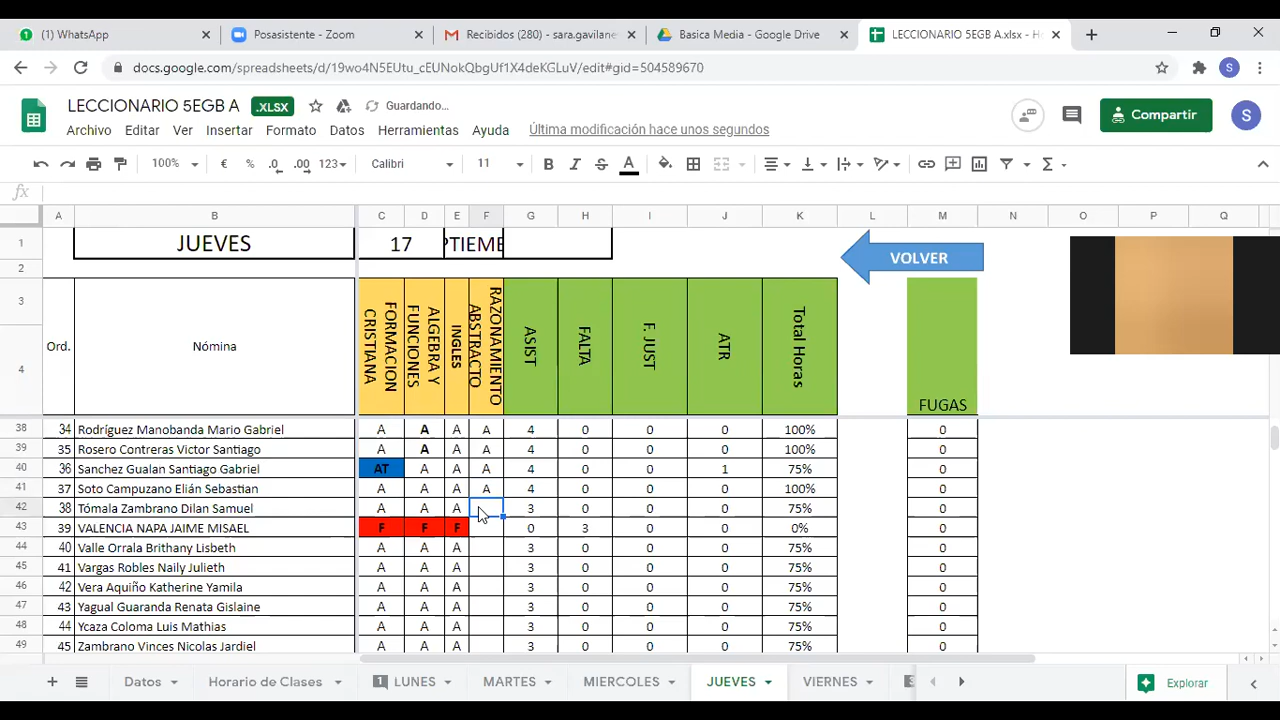 (1) WhatsApp
Posasistente - Zoom
Recibidos (280) - sara.gavilane
Basica Media - Google Drive
LECCIONARIO 5EGB A.xlsx - H
docs.google.com/spreadsheets/d/19wo4N5EUtu_cEUNokQbgUf1X4deKGLuV/edit#gid=504589670
S
LECCIONARIO 5EGB A .XLSX Guardando...
Archivo Editar Ver Insertar Formato Datos Extensiones Herramientas Ayuda Última modificación hace unos segundos
Compartir
S
100% € % .0 .00 123 Calibri 11 B I S A
fx
A B C D E F G H I J K L M N O P Q
1 JUEVES 17 PTIEME VOLVER
2
3 Ord. Nómina FORMACION CRISTIANA ALGEBRA Y FUNCIONES INGLES RAZONAMIENTO ABSTRACTO ASIST FALTA F. JUST ATR Total Horas
4 FUGAS
38 34 Rodríguez Manobanda Mario Gabriel A A A A 4 0 0 0 100% 0
39 35 Rosero Contreras Victor Santiago A A A A 4 0 0 0 100% 0
40 36 Sanchez Gualan Santiago Gabriel AT A A A 4 0 0 1 75% 0
41 37 Soto Campuzano Elián Sebastian A A A A 4 0 0 0 100% 0
42 38 Tómala Zambrano Dilan Samuel A A A 3 0 0 0 75% 0
43 39 VALENCIA NAPA JAIME MISAEL F F F 0 3 0 0 0% 0
44 40 Valle Orrala Brithany Lisbeth A A A 3 0 0 0 75% 0
45 41 Vargas Robles Naily Julieth A A A 3 0 0 0 75% 0
46 42 Vera Aquiño Katherine Yamila A A A 3 0 0 0 75% 0
47 43 Yagual Guaranda Renata Gislaine A A A 3 0 0 0 75% 0
48 44 Ycaza Coloma Luis Mathias A A A 3 0 0 0 75% 0
49 45 Zambrano Vinces Nicolas Jardiel A A A 3 0 0 0 75% 0
Datos Horario de Clases 1 LUNES MARTES MIERCOLES JUEVES VIERNES Explorar